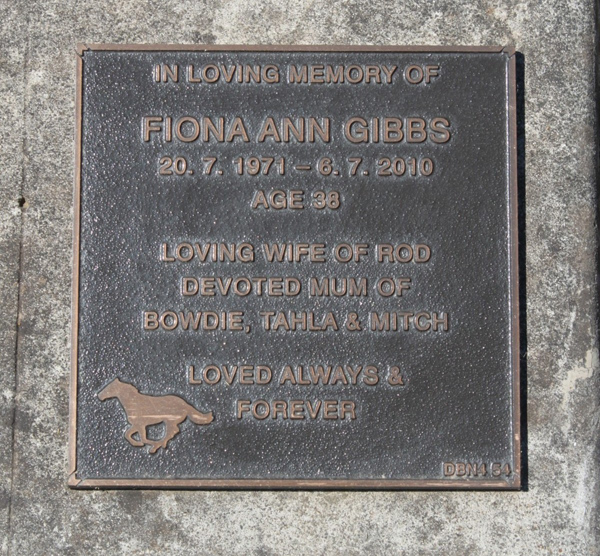 IN LOVING MEMORY OF
FIONA ANN GIBBS
20. 7. 1971 – 6. 7. 2010
AGE 38
LOVING WIFE OF ROD
DEVOTED MUM OF
BOWDIE, TAHLA & MITCH
LOVED ALWAYS &
FOREVER
DBN4 54